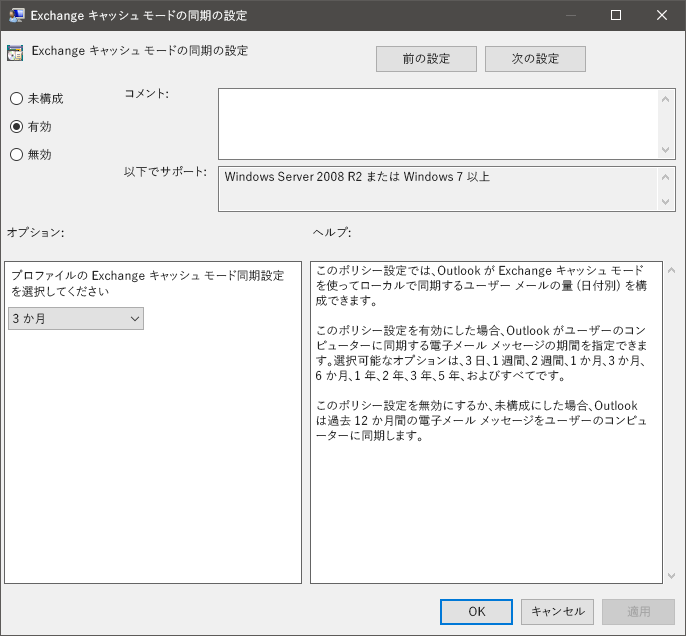 Exchange キャッシュ モードの同期の設定
Exchange キャッシュ モードの同期の設定
前の設定
次の設定
未構成
有効
無効
コメント:
以下でサポート:
Windows Server 2008 R2 または Windows 7 以上
オプション:
ヘルプ:
プロファイルの Exchange キャッシュ モード同期設定
を選択してください
3 か月
このポリシー設定では、Outlook が Exchange キャッシュ モード
を使ってローカルで同期するユーザー メールの量 (日付別) を構
成できます。
このポリシー設定を有効にした場合、Outlook がユーザーのコン
ピューターに同期する電子メール メッセージの期間を指定できま
す。選択可能なオプションは、3 日、1 週間、2 週間、1 か月、3 か月、
6 か月、1 年、2 年、3 年、5 年、およびすべてです。
このポリシー設定を無効にするか、未構成にした場合、Outlook
は過去 12 か月間の電子メール メッセージをユーザーのコンピュ
ーターに同期します。
OK
キャンセル
適用